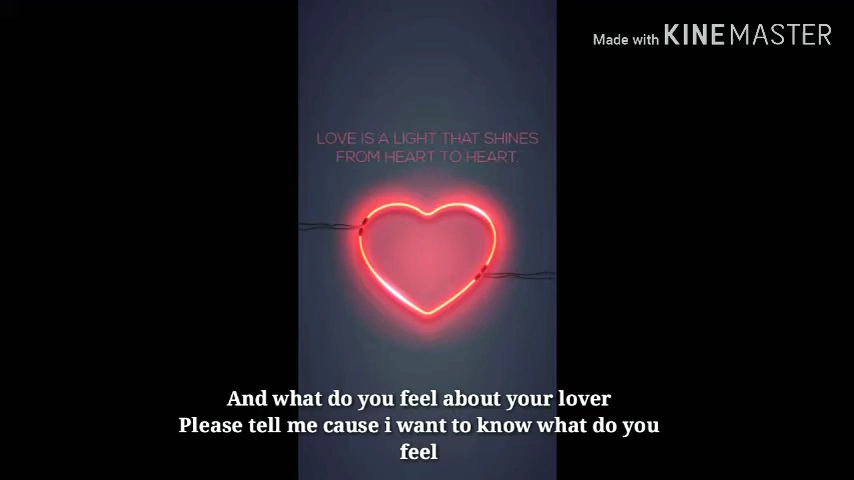 Made with KINEMASTER
LOVE IS A LIGHT THAT SHINES
FROM HEART TO HEART.
And what do you feel about your lover
Please tell me cause i want to know what do you
feel